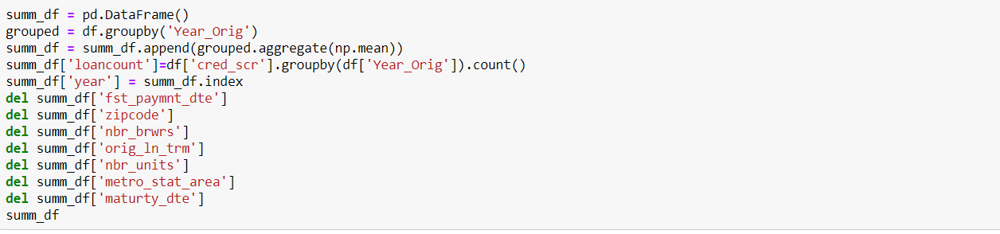 summ_df = pd.DataFrame()
grouped = df.groupby('Year_Orig')
summ_df = summ_df.append(grouped.aggregate(np.mean))
summ_df['loancount']=df['cred_scr'].groupby(df['Year_Orig']).count()
summ_df['year'] = summ_df.index
del summ_df['fst_paymnt_dte']
del summ_df['zipcode']
del summ_df['nbr_brwrs']
del summ_df['orig_ln_trm']
del summ_df['nbr_units']
del summ_df['metro_stat_area']
del summ_df['maturty_dte']
summ_df